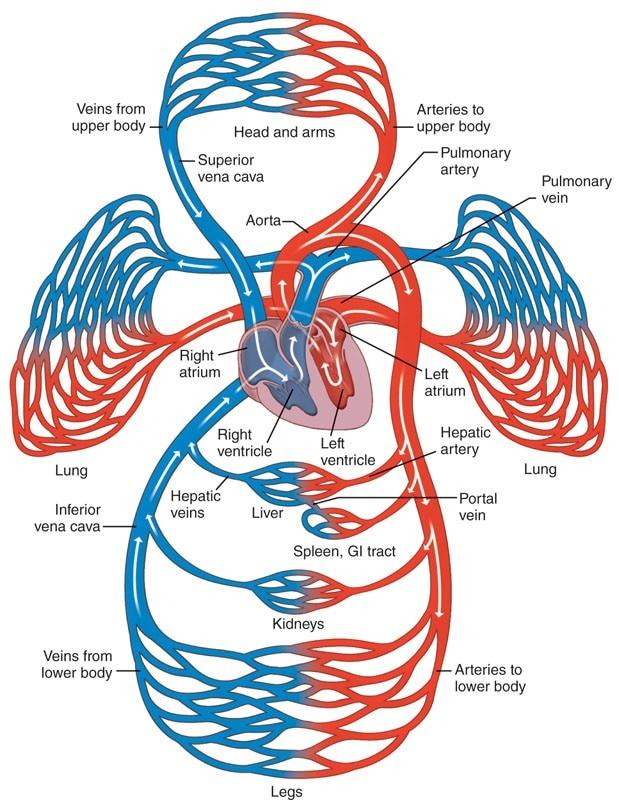 Veins from
upper body
Head and arms
Arteries to
upper body
Superior
vena cava
Pulmonary
artery
Pulmonary
vein
Aorta
Right
atrium
Left
atrium
Right
ventricle
Left
ventricle
Hepatic
artery
Lung
Lung
Hepatic
veins
Liver
Portal
vein
Inferior
vena cava
Spleen, GI tract
Kidneys
Veins from
lower body
Arteries to
lower body
Legs